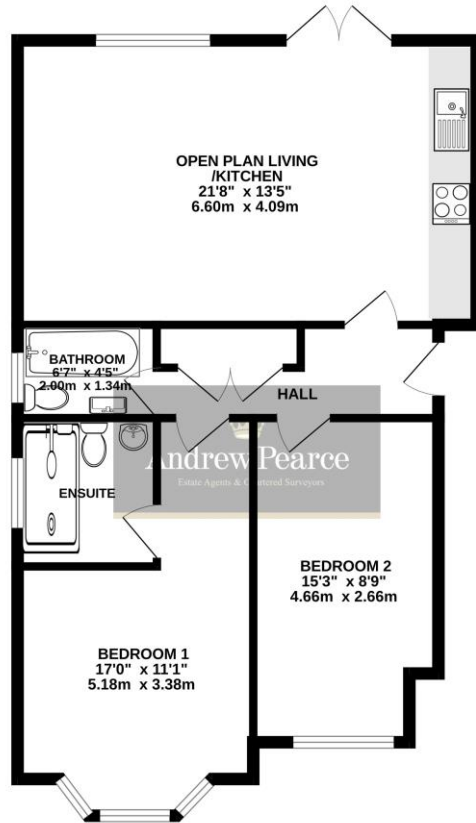 OPEN PLAN LIVING
/KITCHEN
21'8" x 13'5"
6.60m x 4.09m
BATHROOM
6'7" x 4'5"
2.00m x 1.34m
HALL
Andrew Pearce
Estate Agents & Chartered Surveyors
ENSUITE
BEDROOM 2
15'3" x 8'9"
4.66m x 2.66m
BEDROOM 1
17'0" x 11'1"
5.18m x 3.38m